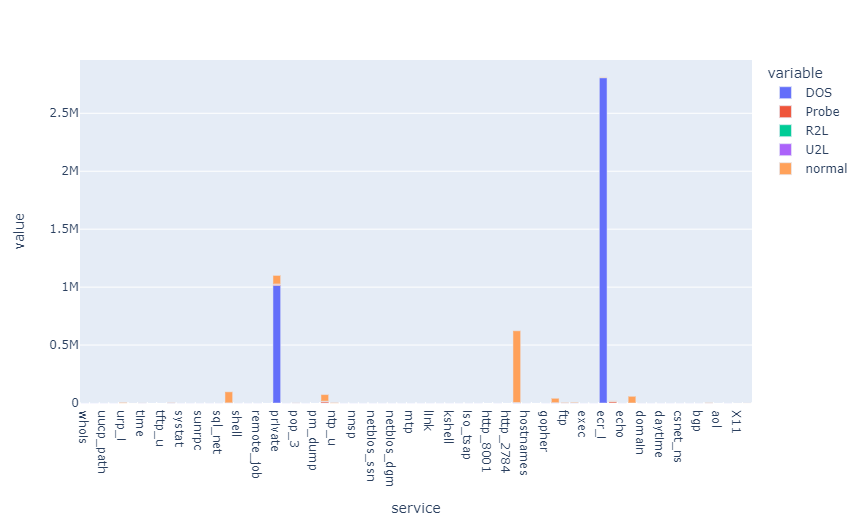 variable
DOS
Probe
R2L
U2L
normal
2.5M
2M
1.5M
1M
0.5M
0
value
whois
uucp_path
urp_i
time
tftp_u
systat
sunrpc
sql_net
shell
remote_job
private
pop_3
pm_dump
ntp_u
nnsp
netbios_ssn
netbios_dgm
mtp
link
kshell
iso_tsap
http_8001
http_2784
hostnames
gopher
ftp
exec
ecr_i
echo
domain
daytime
csnet_ns
bgp
aol
X11
service